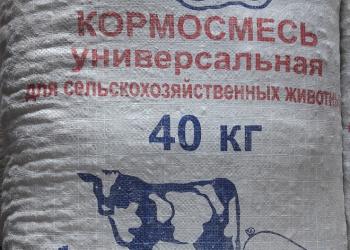 КОРМОСМЕСЬ
универсальная
для сельскохозяйственных
40 кг